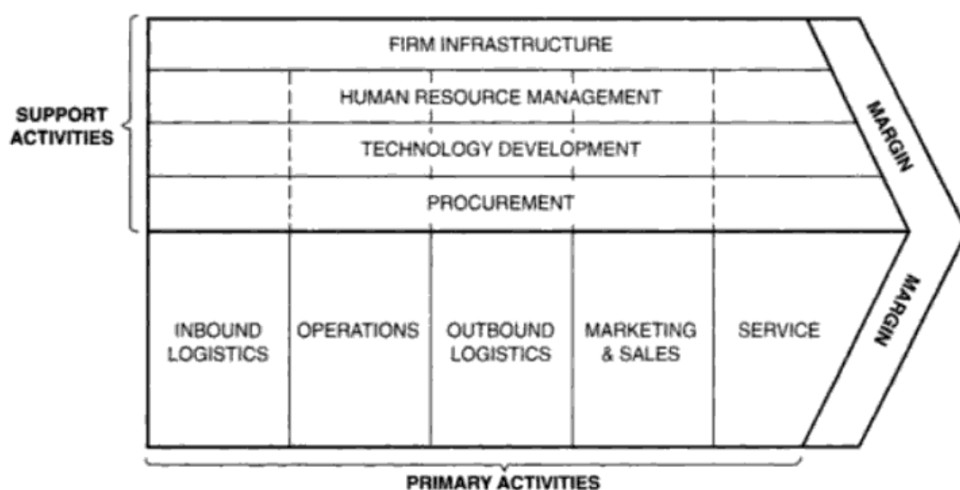 FIRM INFRASTRUCTURE
HUMAN RESOURCE MANAGEMENT
SUPPORT
ACTIVITIES
TECHNOLOGY DEVELOPMENT
PROCUREMENT
MARGIN
INBOUND
LOGISTICS
OPERATIONS
OUTBOUND
LOGISTICS
MARKETING
& SALES
SERVICE
MARGIN
PRIMARY ACTIVITIES